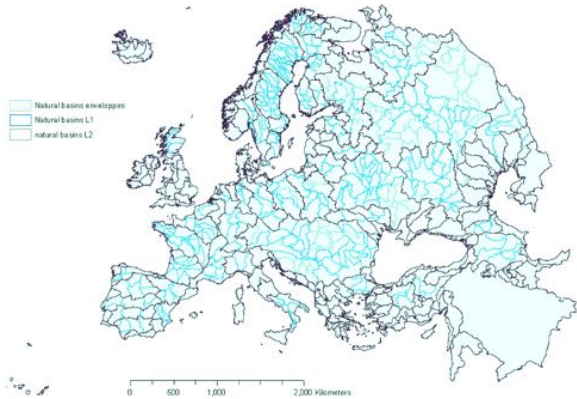 Natural basins enveloppes
Natural basins L1
natural basins L2
0 500 1,000 2,000 Kilometers